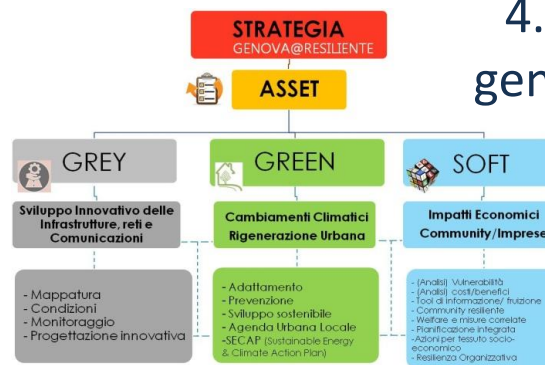 4.
gen
STRATEGIA
GENOVA@RESILIENTE
ASSET
GREY
Sviluppo Innovativo delle
Infrastrutture, reti e
Comunicazioni
- Mappatura
- Condizioni
- Monitoraggio
- Progettazione innovativa
GREEN
Cambiamenti Climatici
Rigenerazione Urbana
- Adattamento
- Prevenzione
- Sviluppo sostenibile
- Agenda Urbana Locale
-SECAP (Sustainable Energy
& Climate Action Plan)
SOFT
Impatti Economici
Community/Imprese
- (Analisi) Vulnerabilità
- (Analisi) costi/benefici
- Tool di informazione/ fruizione
- Community resiliente
- Welfare e misure correlate
- Pianificazione integrata
-Azioni per tessuto socio-
economico
- Resilienza Organizzativa